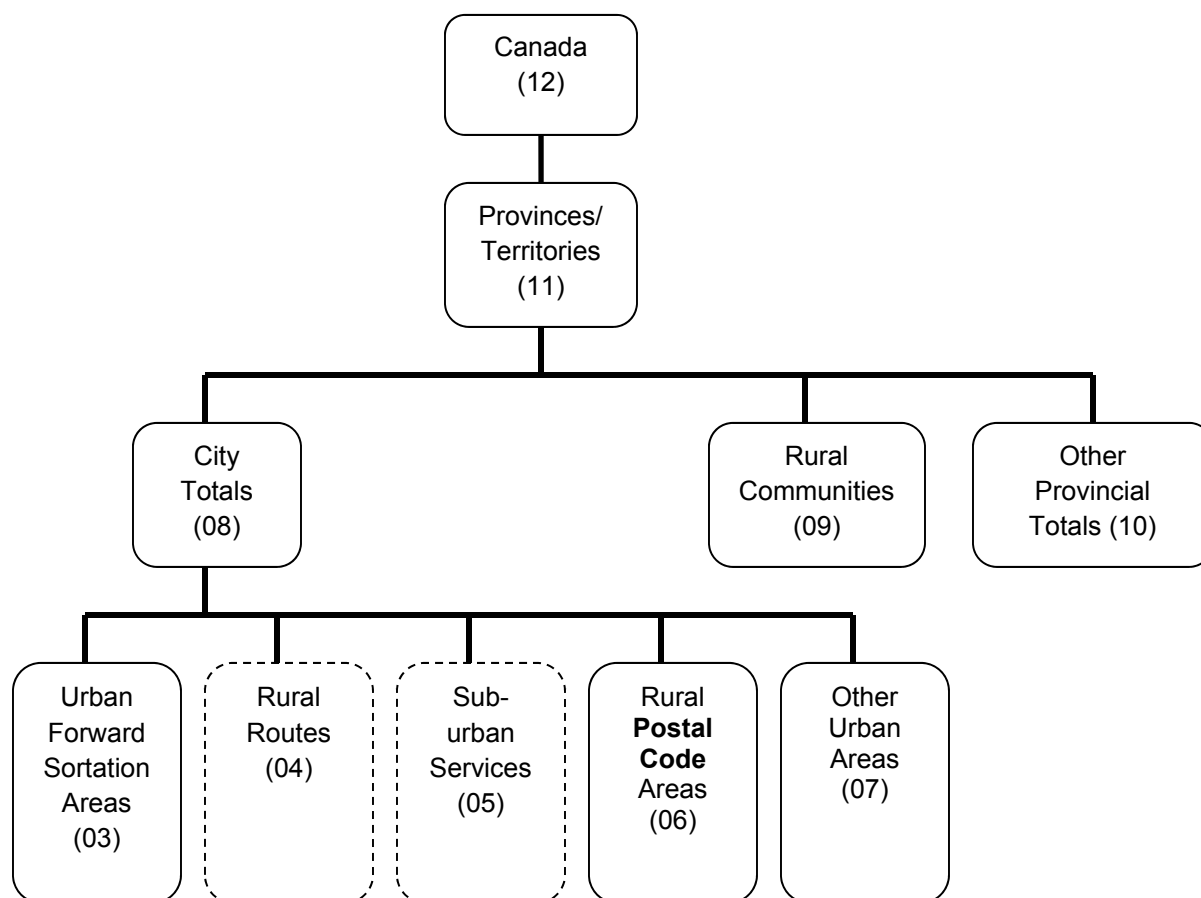 Canada
(12)
Provinces/
Territories
(11)
City
Totals
(08)
Rural
Communities
(09)
Other
Provincial
Totals (10)
Urban
Forward
Sortation
Areas
(03)
Rural
Routes
(04)
Sub-
urban
Services
(05)
Rural
Postal
Code
Areas
(06)
Other
Urban
Areas
(07)